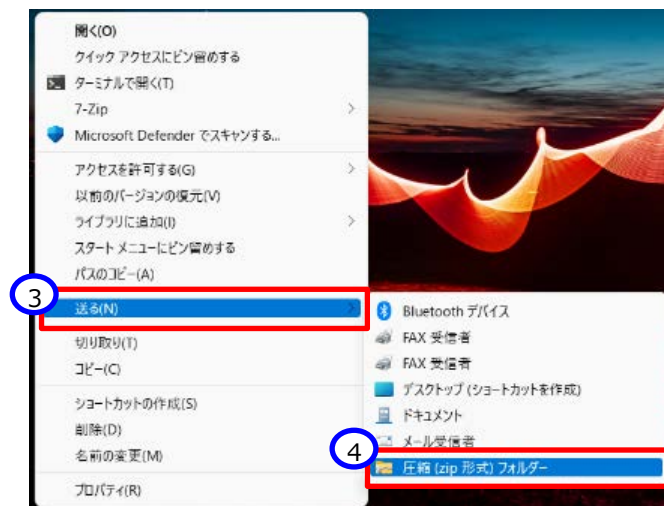 開く(O)
クイック アクセスにピン留めする
ターミナルで開く(T)
7-Zip
Microsoft Defender でスキャンする...
アクセスを許可する(G)
以前のバージョンの復元(V)
ライブラリに追加(I)
スタート メニューにピン留めする
パスのコピー(A)
3
送る(N)
切り取り(T)
コピー(C)
ショートカットの作成(S)
削除(D)
名前の変更(M)
プロパティ(R)
Bluetooth デバイス
FAX 受信者
FAX 受信者
デスクトップ (ショートカットを作成)
ドキュメント
メール受信者
4
圧縮 (zip 形式) フォルダー